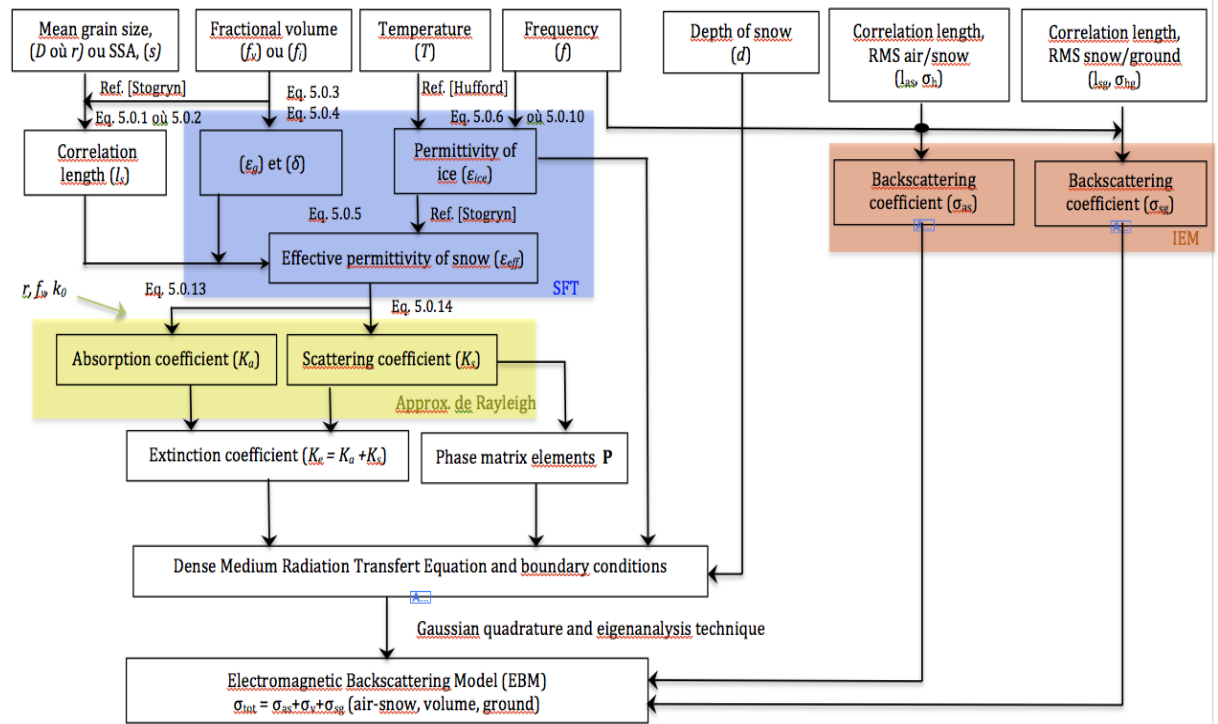 Mean grain size,
(D où r) ou SSA, (s)
Fractional volume
(fv) ou (fi)
Temperature
(T)
Frequency
(f)
Depth of snow
(d)
Correlation length,
RMS air/snow
(las, σh)
Correlation length,
RMS snow/ground
(lsg, σhg)
Ref. [Stogryn]
Eq. 5.0.3
Eq. 5.0.4
Ref. [Hufford]
Eq. 5.0.1 où 5.0.2
Eq. 5.0.6 où 5.0.10
Correlation
length (ls)
(εg) et (δ)
Permittivity of
ice (εice)
Backscattering
coefficient (σas)
A...
Backscattering
coefficient (σsg)
A...
IEM
Eq. 5.0.5
Ref. [Stogryn]
Effective permittivity of snow (εeff)
SFT
r, fv, k0
Eq. 5.0.13
Eq. 5.0.14
Absorption coefficient (Ka)
Scattering coefficient (Ks)
Approx. de Rayleigh
Extinction coefficient (Ke = Ka +Ks)
Phase matrix elements P
Dense Medium Radiation Transfert Equation and boundary conditions
A...
Gaussian quadrature and eigenanalysis technique
Electromagnetic Backscattering Model (EBM)
σtot = σas+σv+σsg (air-snow, volume, ground)